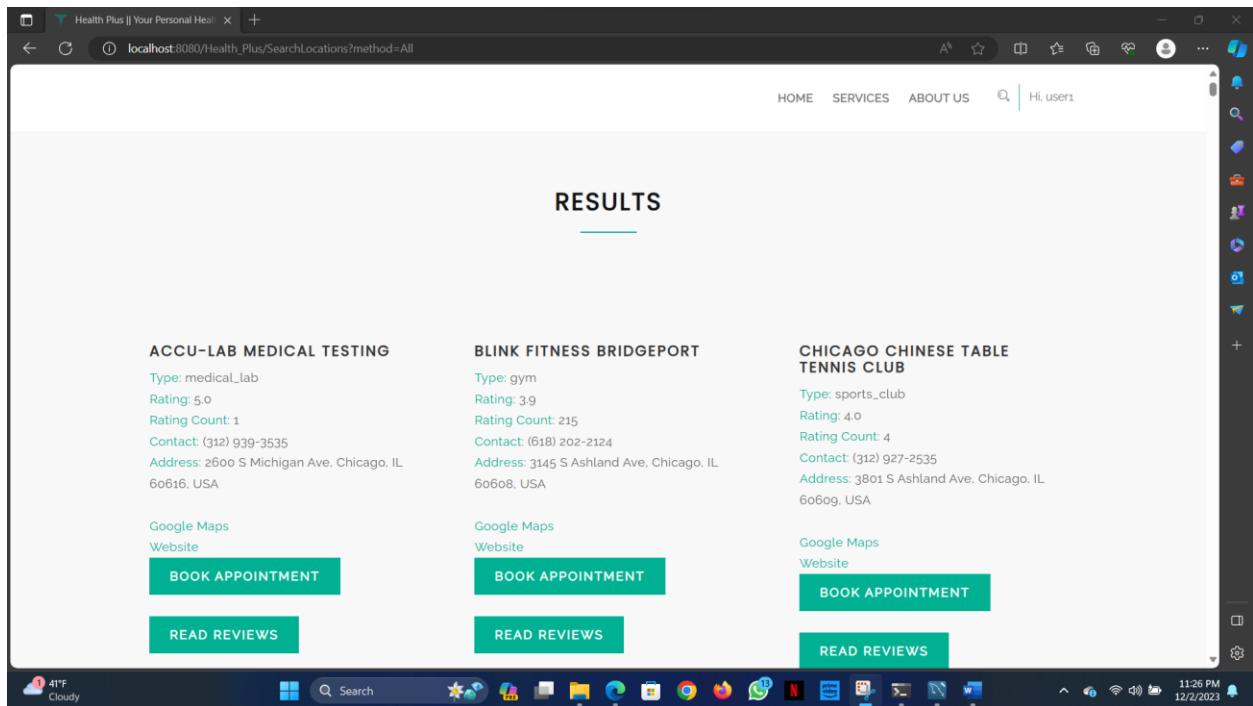 Health Plus || Your Personal Heal
localhost:8080/Health_Plus/SearchLocations?method=All
HOME SERVICES ABOUT US Hi, user1
RESULTS
ACCU-LAB MEDICAL TESTING
Type: medical_lab
Rating: 5.0
Rating Count: 1
Contact: (312) 939-3535
Address: 2600 S Michigan Ave, Chicago, IL
60616, USA
Google Maps
Website
BOOK APPOINTMENT
READ REVIEWS
BLINK FITNESS BRIDGEPORT
Type: gym
Rating: 3.9
Rating Count: 215
Contact: (618) 202-2124
Address: 3145 S Ashland Ave, Chicago, IL
60608, USA
Google Maps
Website
BOOK APPOINTMENT
READ REVIEWS
CHICAGO CHINESE TABLE
TENNIS CLUB
Type: sports_club
Rating: 4.0
Rating Count: 4
Contact: (312) 927-2535
Address: 3801 S Ashland Ave, Chicago, IL
60609, USA
Google Maps
Website
BOOK APPOINTMENT
READ REVIEWS
1
41°F
Cloudy
Search
13
11:26 PM
12/2/2023